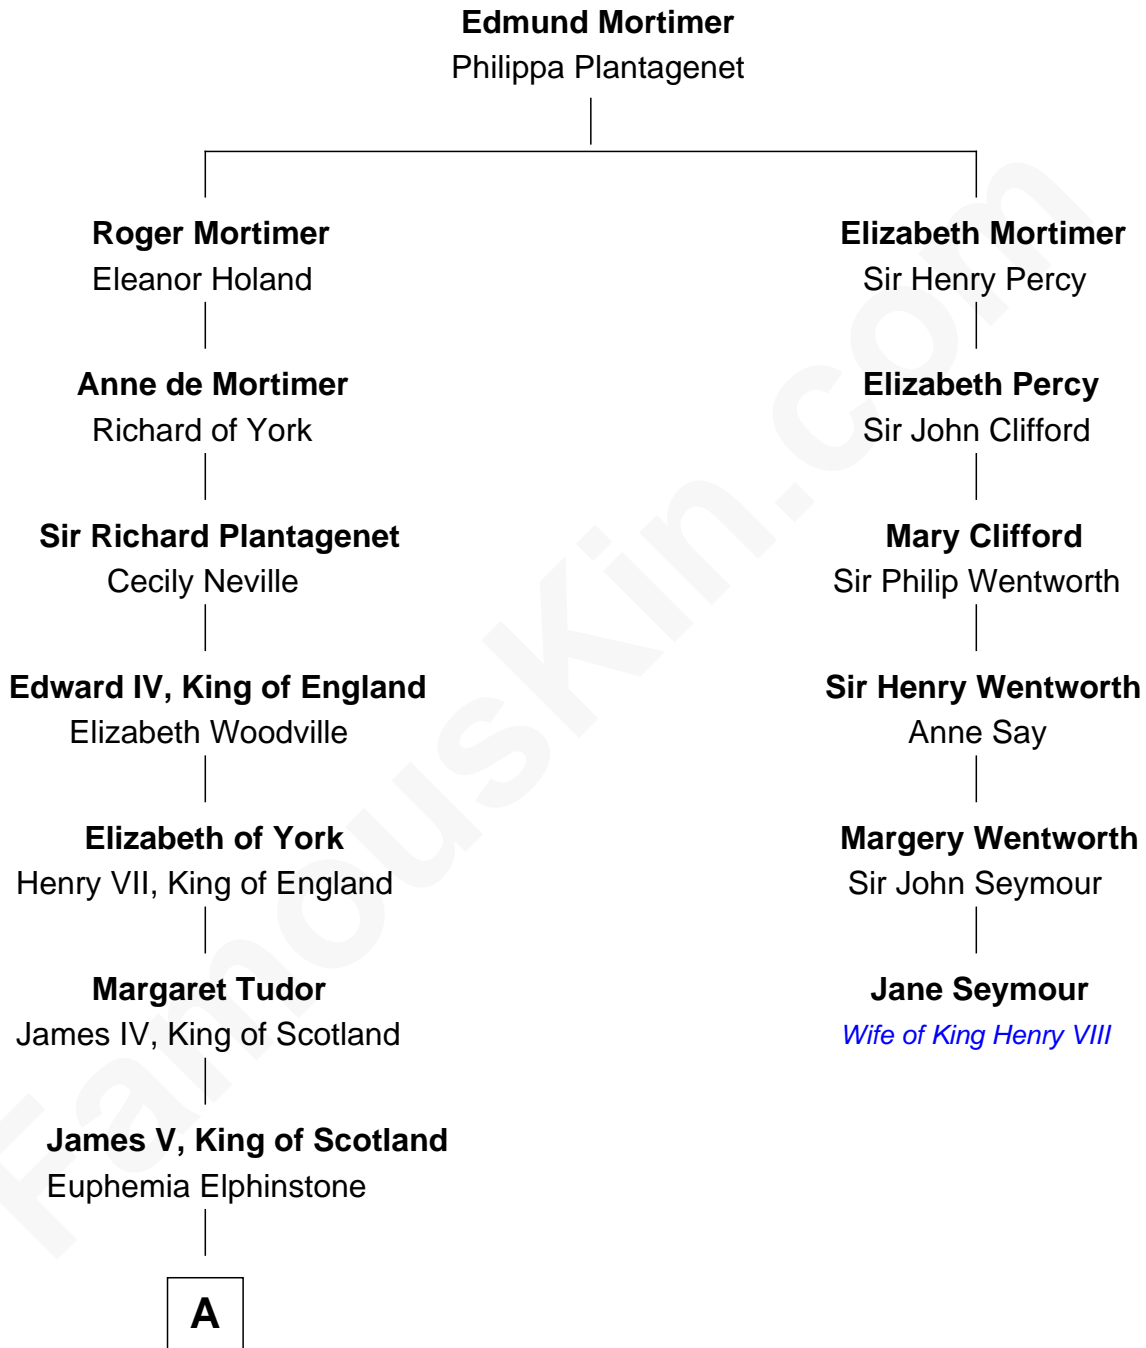 Edmund Mortimer
Philippa Plantagenet
Roger Mortimer
Eleanor Holand
Elizabeth Mortimer
Sir Henry Percy
Anne de Mortimer
Richard of York
Elizabeth Percy
Sir John Clifford
Sir Richard Plantagenet
Cecily Neville
Mary Clifford
Sir Philip Wentworth
Edward IV, King of England
Elizabeth Woodville
Sir Henry Wentworth
Anne Say
Elizabeth of York
Henry VII, King of England
Margery Wentworth
Sir John Seymour
Margaret Tudor
James IV, King of Scotland
Jane Seymour
Wife of King Henry VIII
James V, King of Scotland
Euphemia Elphinstone
A
FamousKin.com